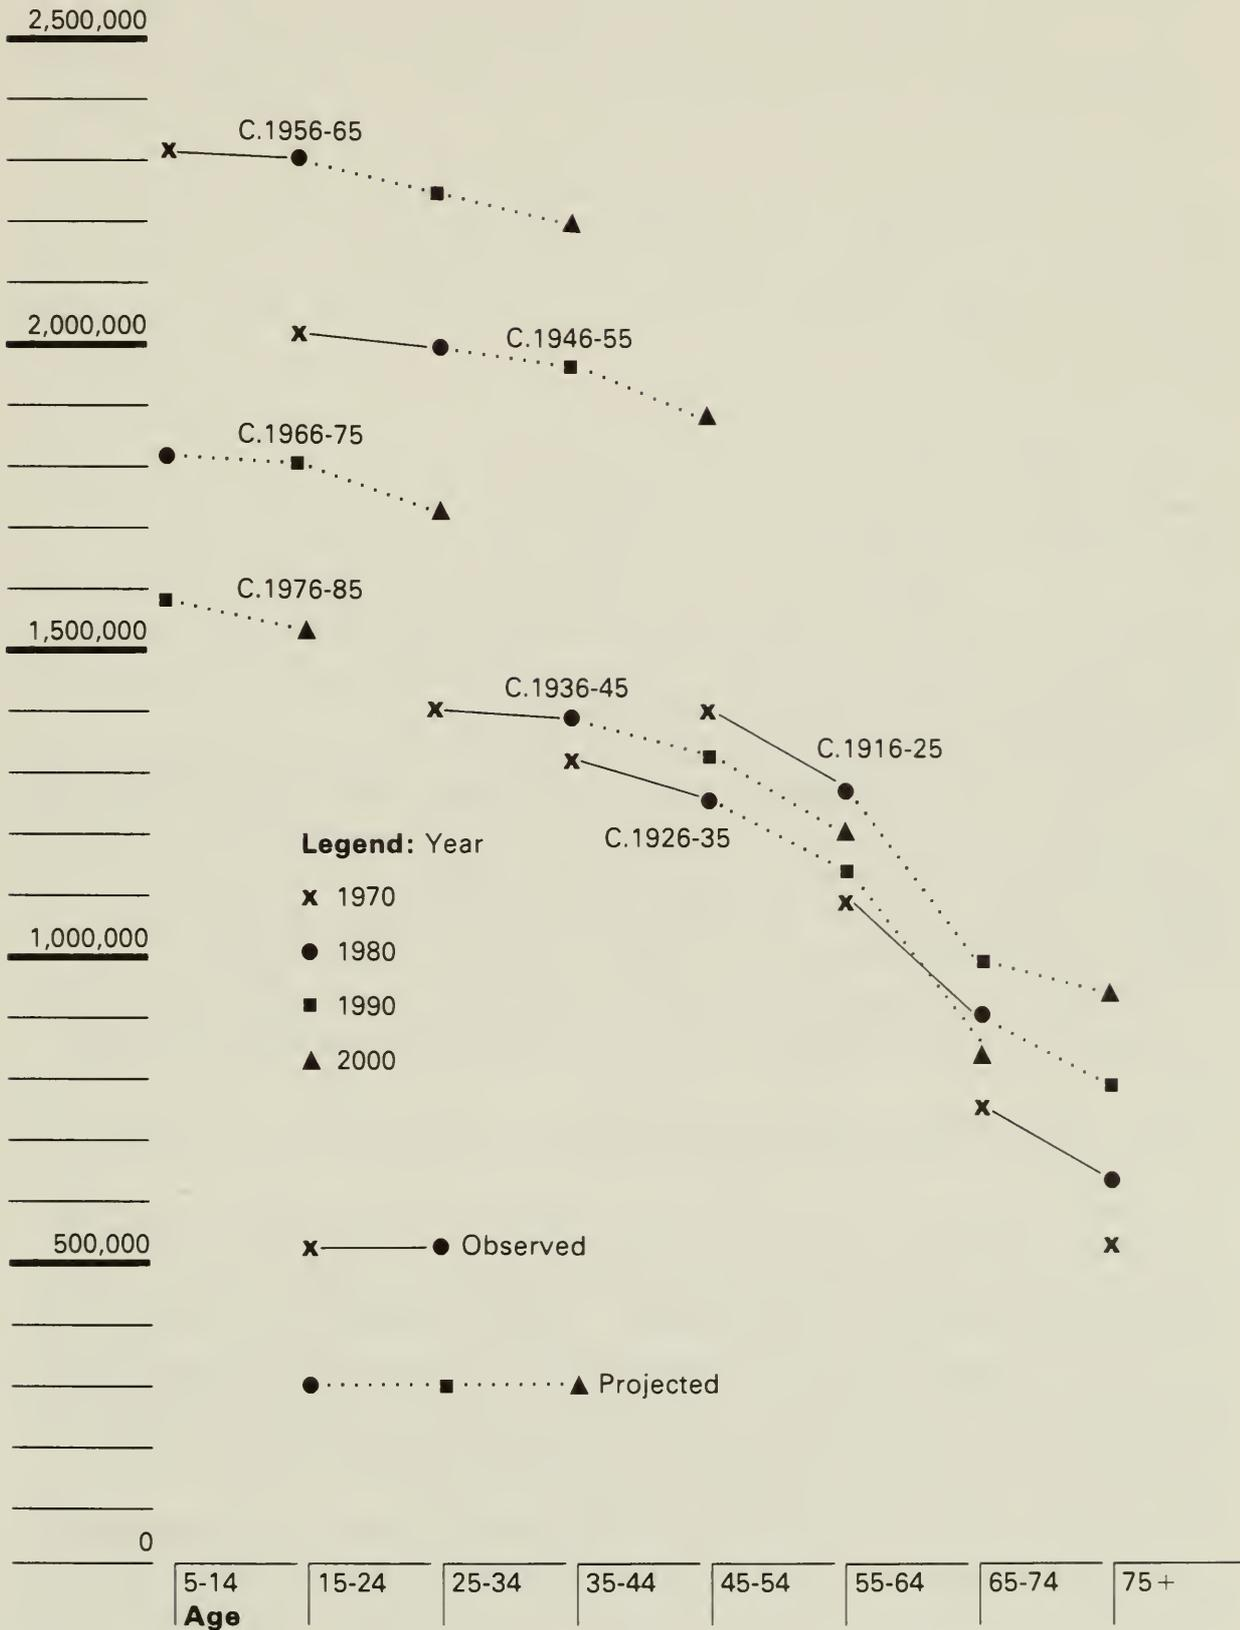 2,500,000
C.1956-65
2,000,000
C.1946-55
C.1966-75
C.1976-85
1,500,000
C.1936-45
C.1916-25
C.1926-35
Legend: Year
x 1970
● 1980
■ 1990
▲ 2000
1,000,000
500,000
x ● Observed
● ■ ▲ Projected
0
5-14 15-24 25-34 35-44 45-54 55-64 65-74 75+
Age